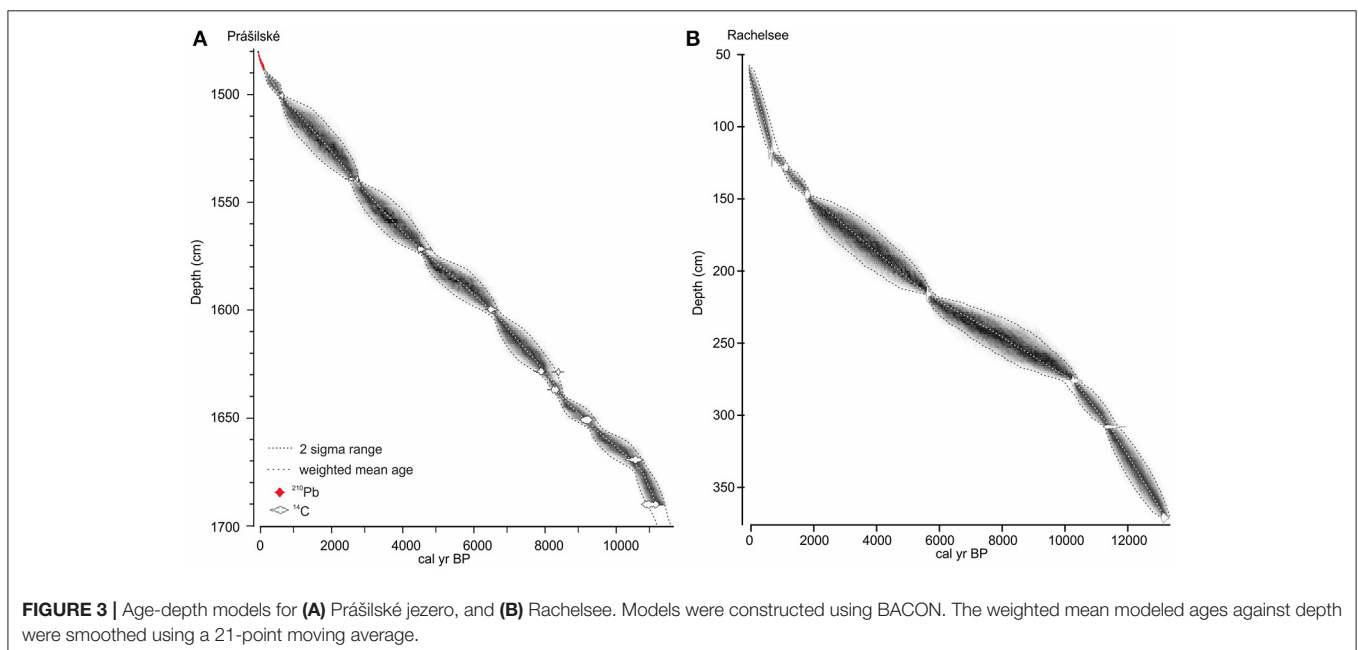 A Prášilské
1500
1550
1600
1650
1700
Depth (cm)
2 sigma range
weighted mean age
²¹⁰Pb
¹⁴C
0 2000 4000 6000 8000 10000
cal yr BP
B Rachelsee
50
100
150
200
250
300
350
Depth (cm)
0 2000 4000 6000 8000 10000 12000
cal yr BP
FIGURE 3 | Age-depth models for (A) Prášilské jezero, and (B) Rachelsee. Models were constructed using BACON. The weighted mean modeled ages against depth
were smoothed using a 21-point moving average.